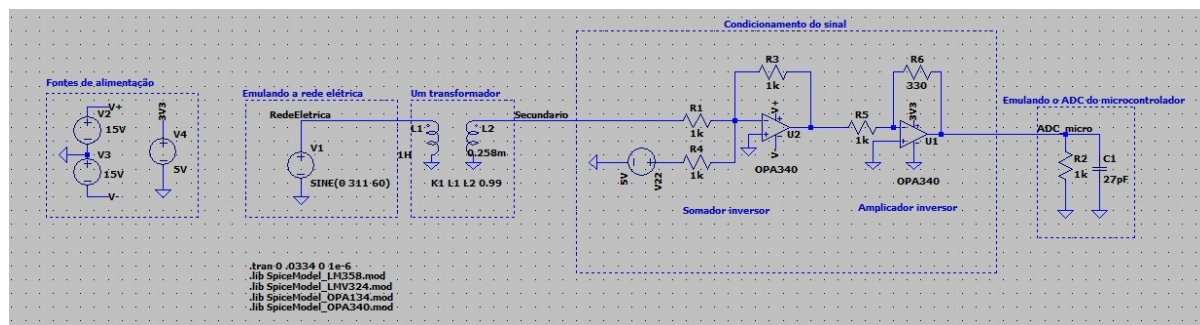 Condicionamento do sinal
Fontes de alimentação
V+
V2
15V
V3
15V
V-
3V3
V4
5V
Emulando a rede elétrica
RedeEletrica
V1
SINE(0 311 60)
Um transformador
L1
1H
L2
0.258m
K1 L1 L2 0.99
Secundario
R1
1k
R4
1k
5V
V22
R3
1k
V+
V-
U2
OPA340
Somador inversor
R5
1k
R6
330
3V3
U1
OPA340
Amplicador inversor
Emulando o ADC do microcontrolador
ADC_micro
R2
1k
C1
27pF
.tran 0 .0334 0 1e-6
.lib SpiceModel_LM358.mod
.lib SpiceModel_LMV324.mod
.lib SpiceModel_OPA134.mod
.lib SpiceModel_OPA340.mod